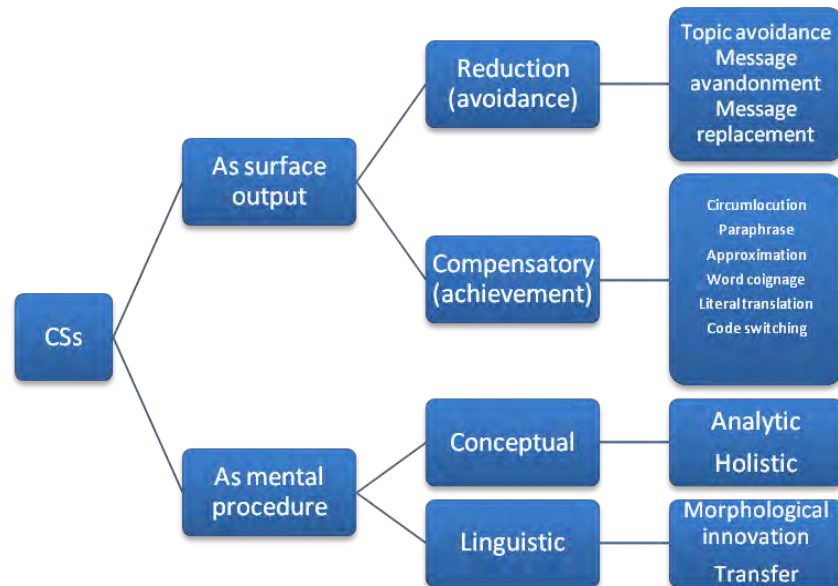 CSs
As surface
output
Reduction
(avoidance)
Topic avoidance
Message
avandonment
Message
replacement
Compensatory
(achievement)
Circumlocution
Paraphrase
Approximation
Word coignage
Literal translation
Code switching
As mental
procedure
Conceptual
Analytic
Holistic
Linguistic
Morphological
innovation
Transfer